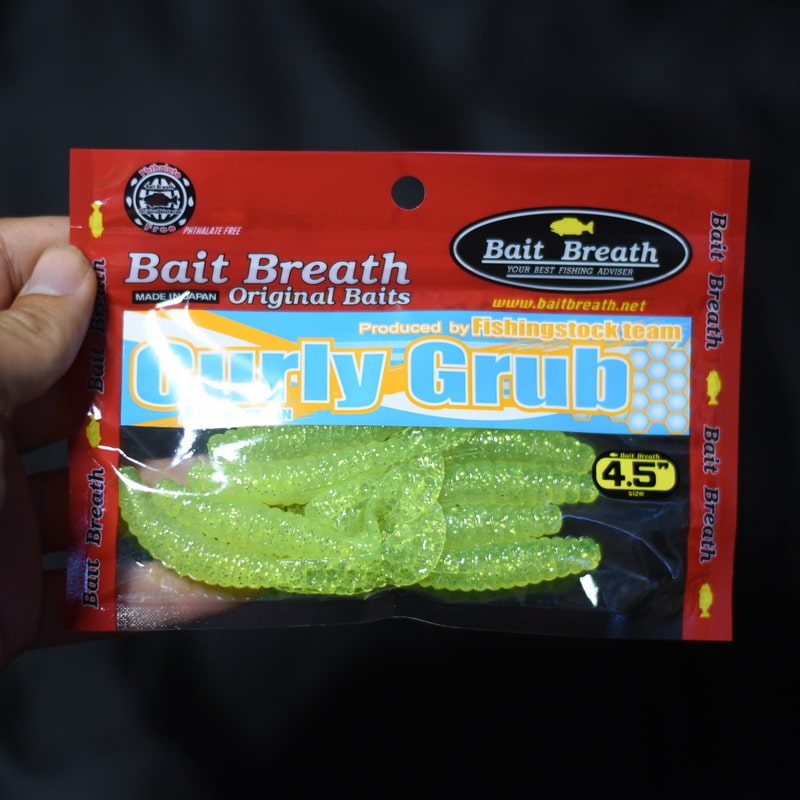 Phthalate
Free
PHTHALATE FREE
Bait Breath
MADE IN JAPAN Original Baits
Bait Breath
YOUR BEST FISHING ADVISER
www.baitbreath.net
Produced by Fishingstock team
Curly Grub
Bait Breath
4.5"
size
Bait Breath
Bait Breath
Bait Breath
Bait Breath